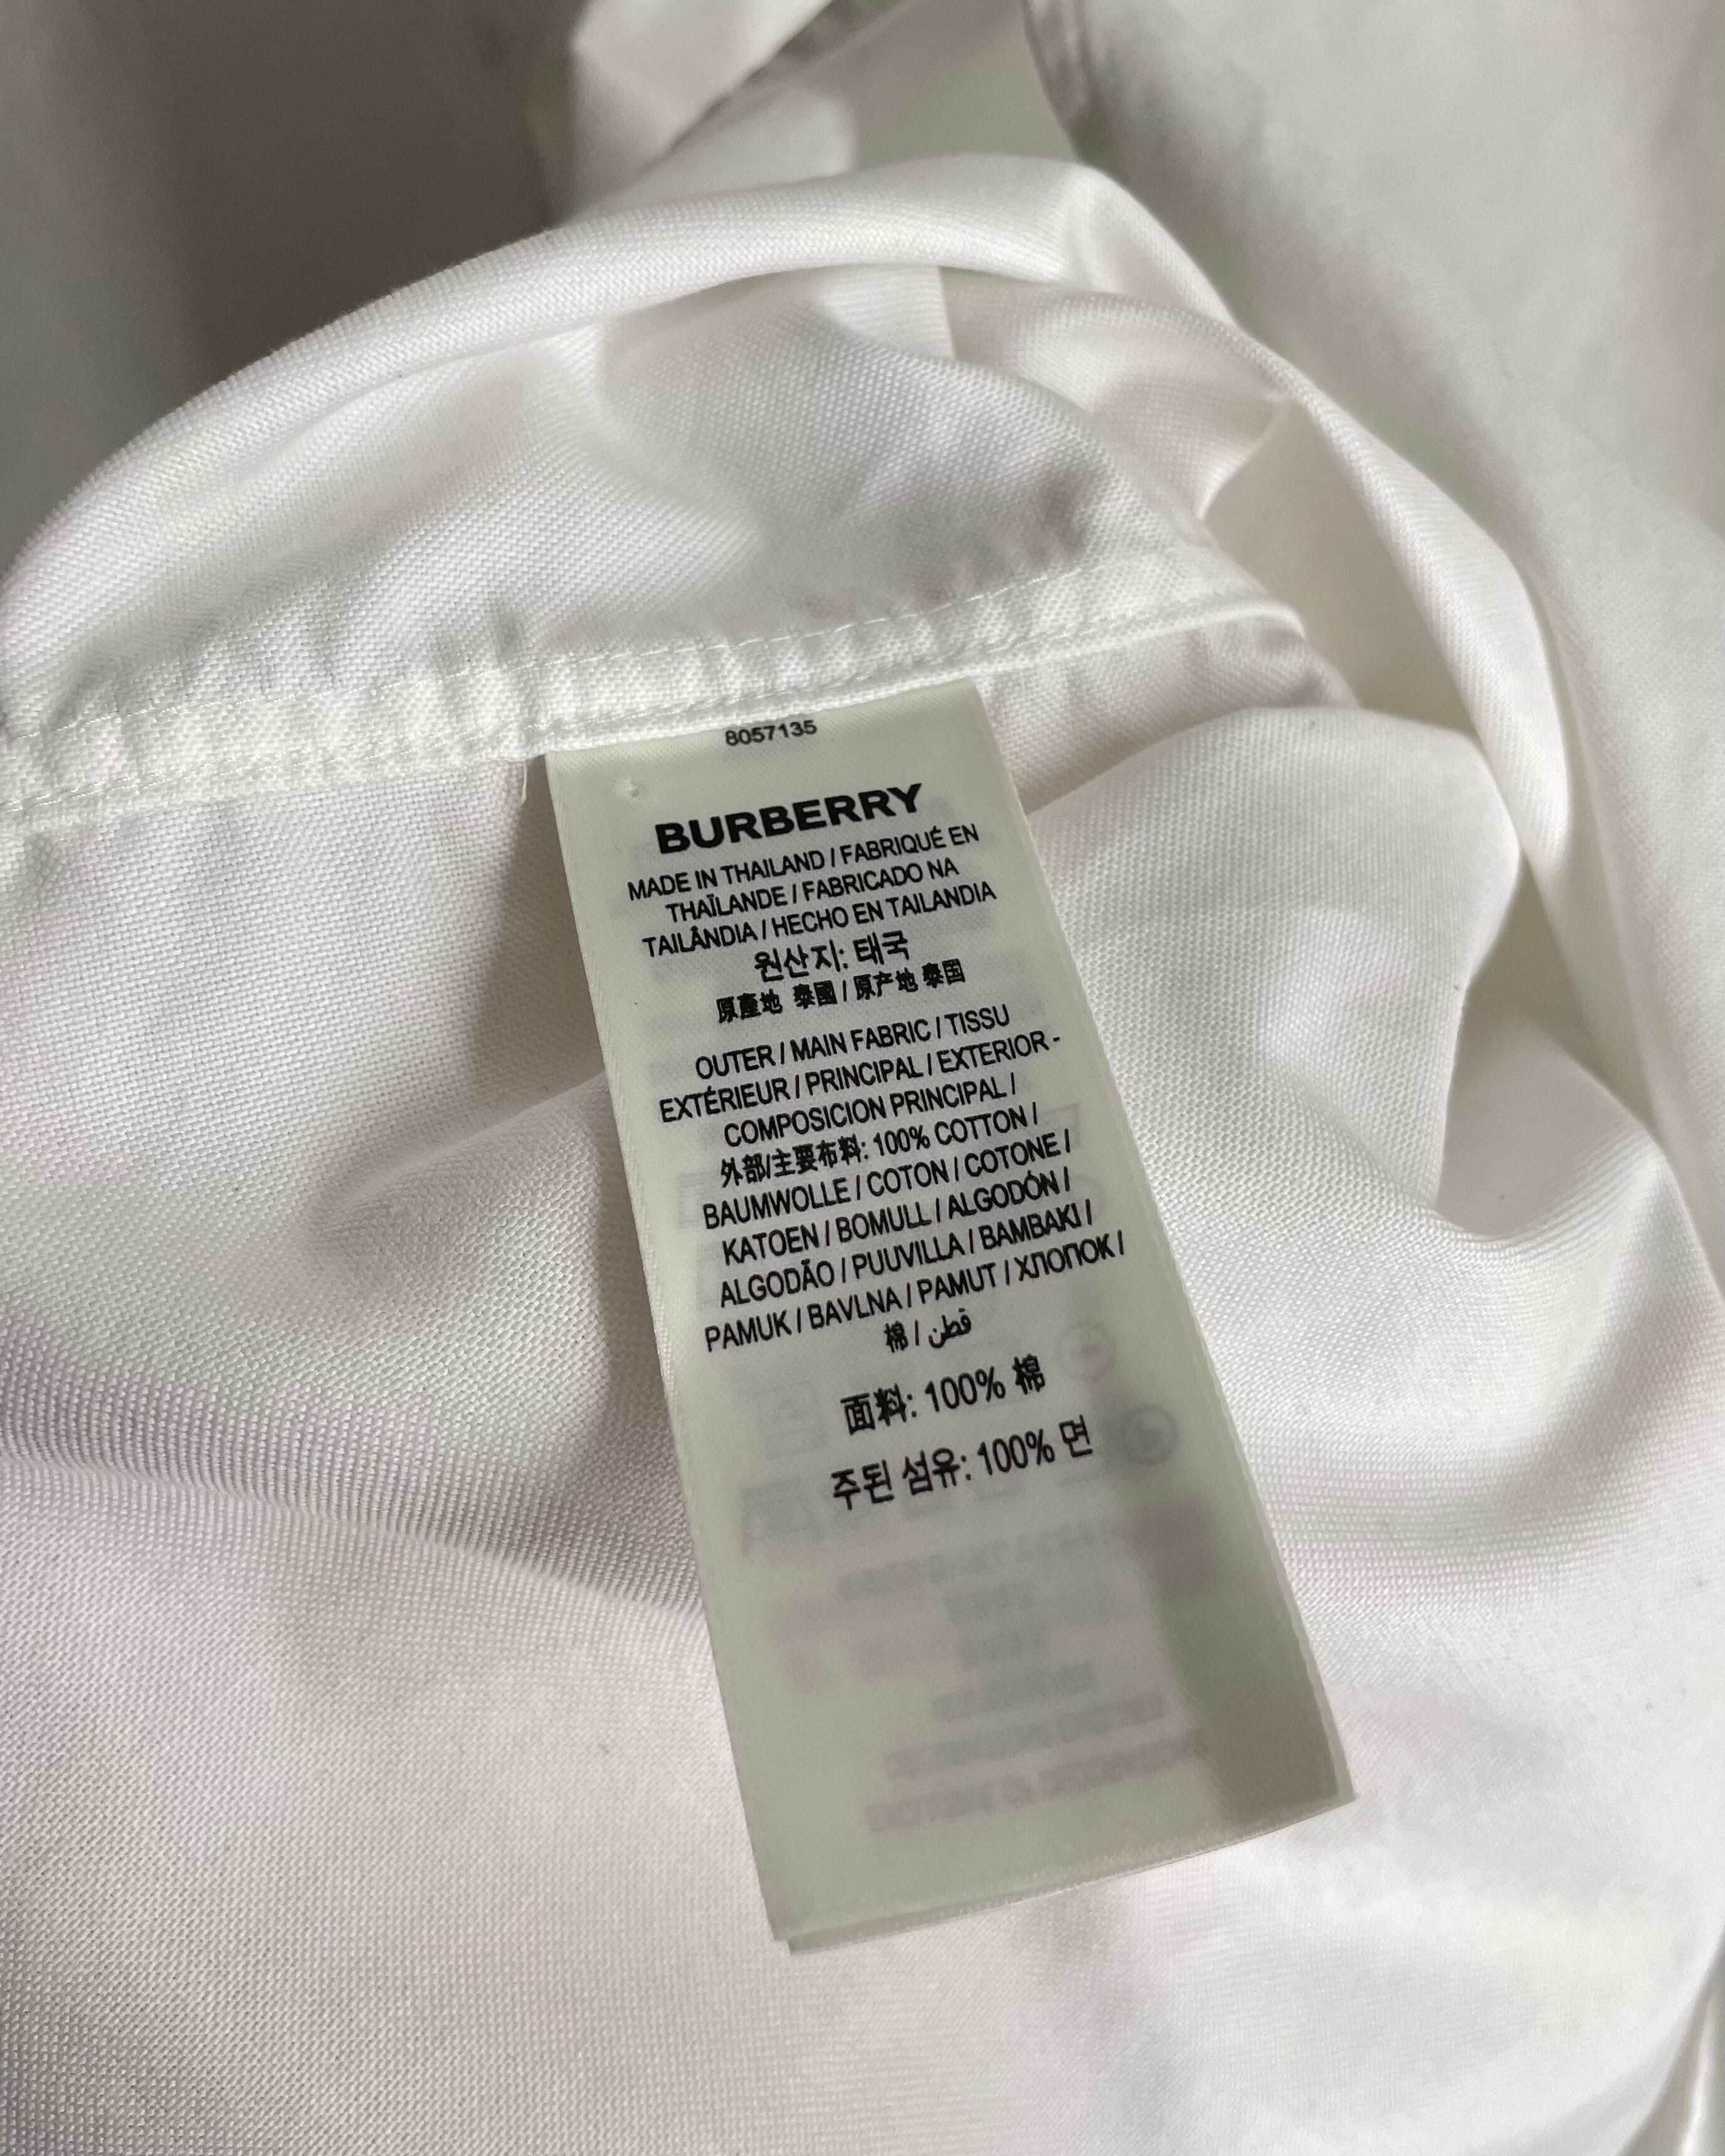 8057135
BURBERRY
MADE IN THAILAND / FABRIQUÉ EN
THAÏLANDE / FABRICADO NA
TAILÂNDIA / HECHO EN TAILANDIA
원산지: 태국
原產地 泰國 / 原产地 泰国
OUTER / MAIN FABRIC / TISSU
EXTÉRIEUR / PRINCIPAL / EXTERIOR -
COMPOSICION PRINCIPAL /
外部/主要布料: 100% COTTON /
BAUMWOLLE / COTON / COTONE /
KATOEN / BOMULL / ALGODÓN /
ALGODÃO / PUUVILLA / BAMBAKI /
PAMUK / BAVLNA / PAMUT / ХЛОПОК /
棉 / قطن
面料: 100% 棉
주된 섬유: 100% 면